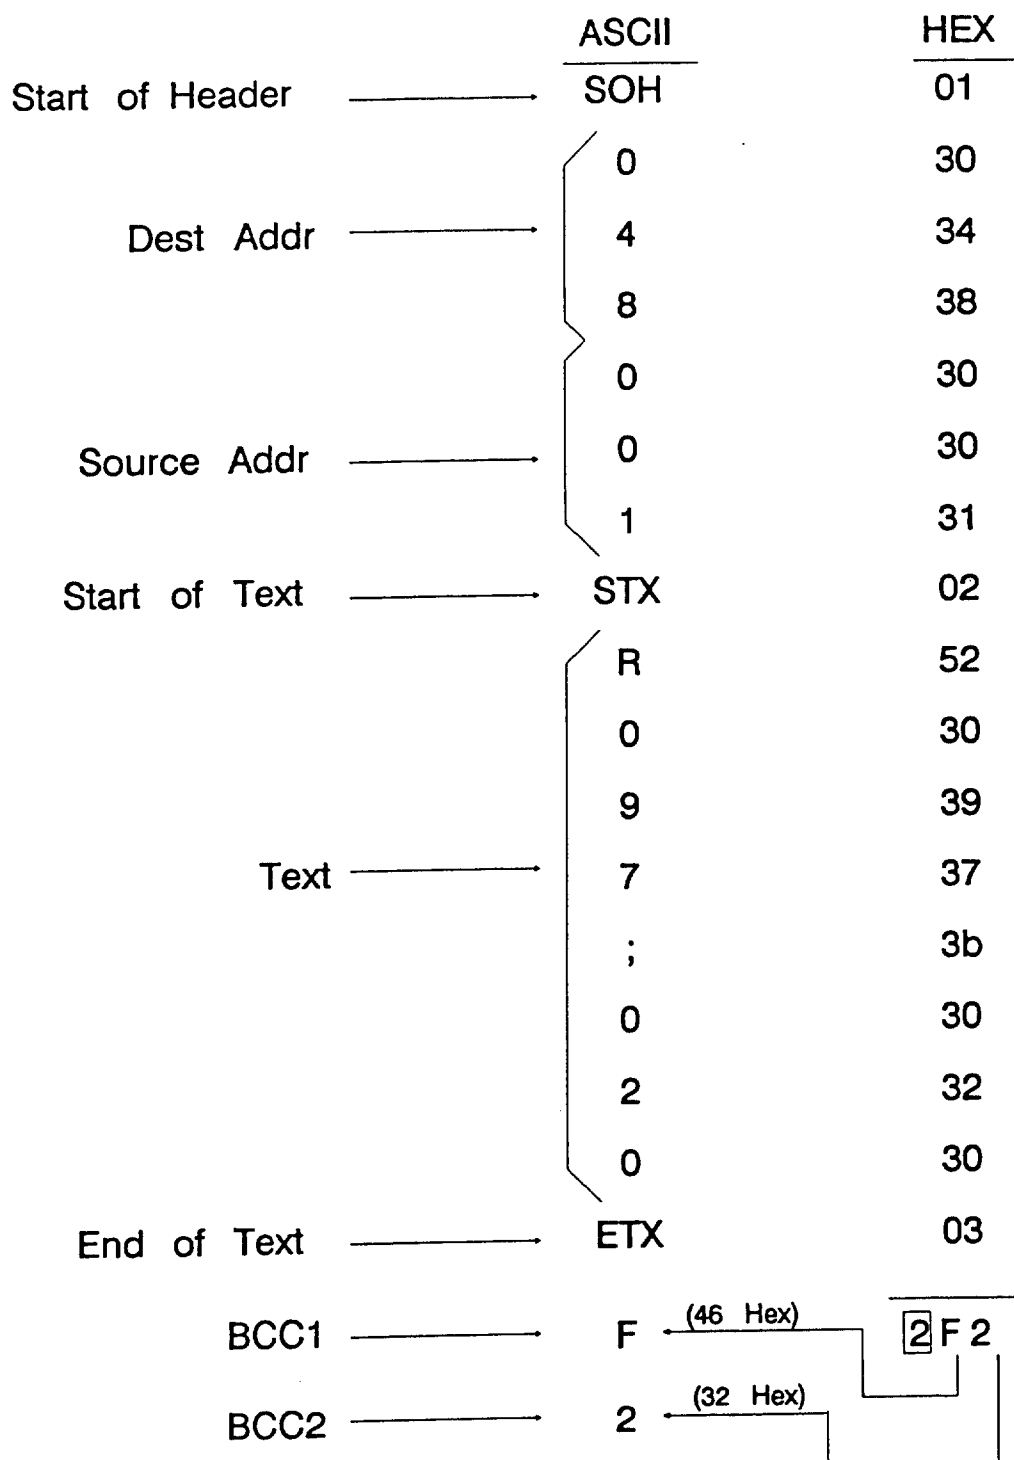 ASCII HEX
Start of Header SOH 01
0 30
Dest Addr 4 34
8 38
0 30
Source Addr 0 30
1 31
Start of Text STX 02
R 52
0 30
9 39
Text 7 37
; 3b
0 30
2 32
0 30
End of Text ETX 03
BCC1 F (46 Hex) 2 F 2
BCC2 2 (32 Hex)